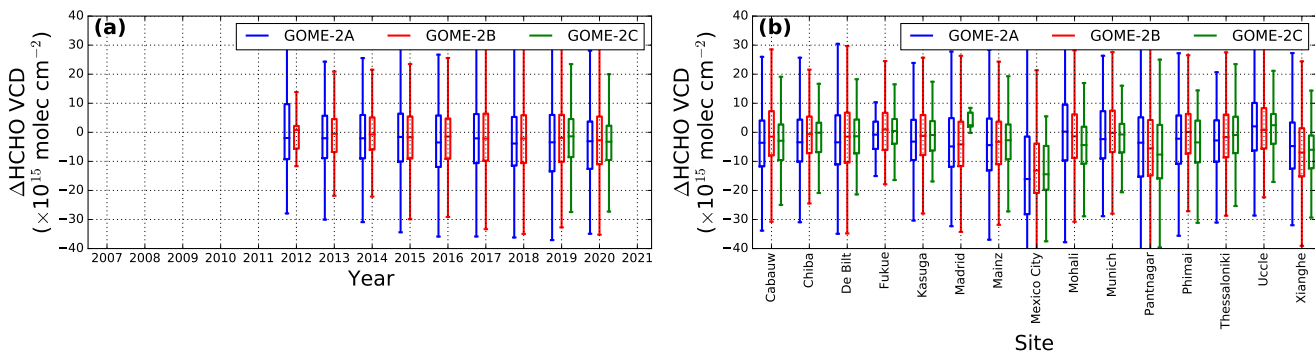 (a)
GOME-2A GOME-2B GOME-2C
ΔHCHO VCD
(×10¹⁵ molec cm⁻²)
40
30
20
10
0
−10
−20
−30
−40
2007 2008 2009 2010 2011 2012 2013 2014 2015 2016 2017 2018 2019 2020 2021
Year
(b)
GOME-2A GOME-2B GOME-2C
ΔHCHO VCD
(×10¹⁵ molec cm⁻²)
40
30
20
10
0
−10
−20
−30
−40
Cabauw
Chiba
De Bilt
Fukue
Kasuga
Madrid
Mainz
Mexico City
Mohali
Munich
Pantnagar
Phimai
Thessaloniki
Uccle
Xianghe
Site